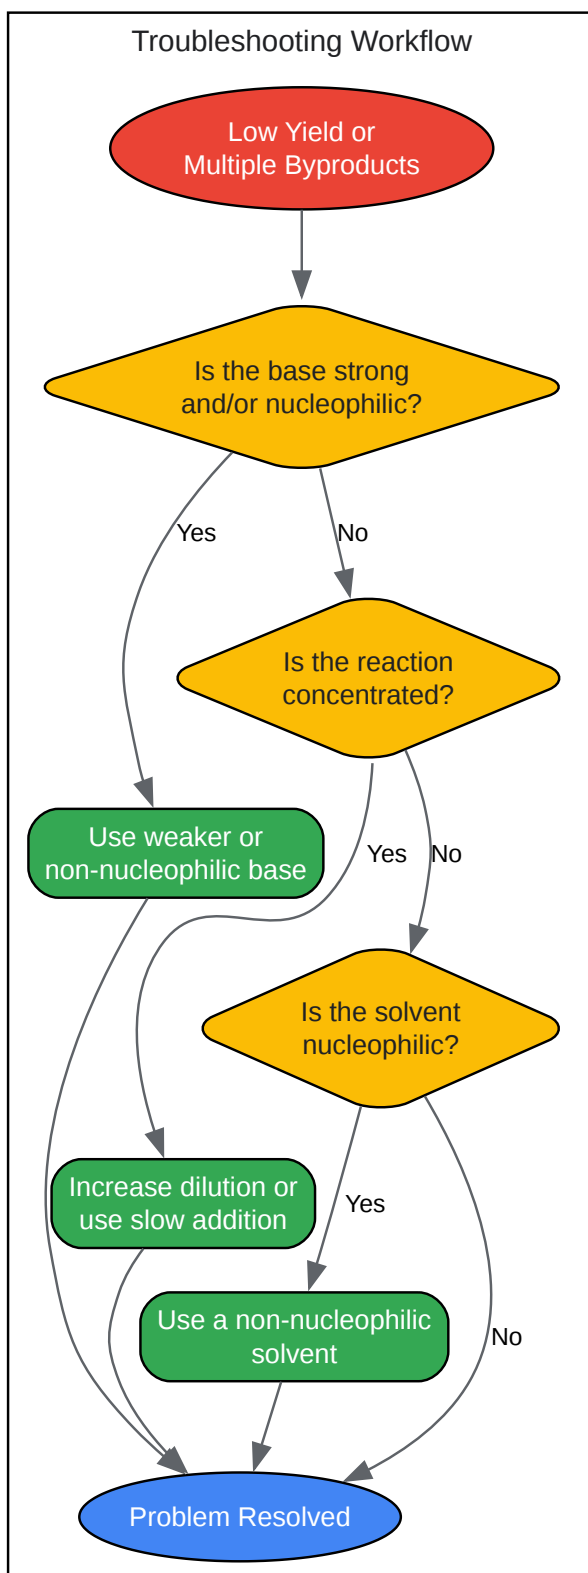 Troubleshooting Workflow
Low Yield or
Multiple Byproducts
Is the base strong
and/or nucleophilic?
Yes
No
Is the reaction
concentrated?
Use weaker or
non-nucleophilic base
Yes
No
Is the solvent
nucleophilic?
Increase dilution or
use slow addition
Yes
Use a non-nucleophilic
solvent
No
Problem Resolved